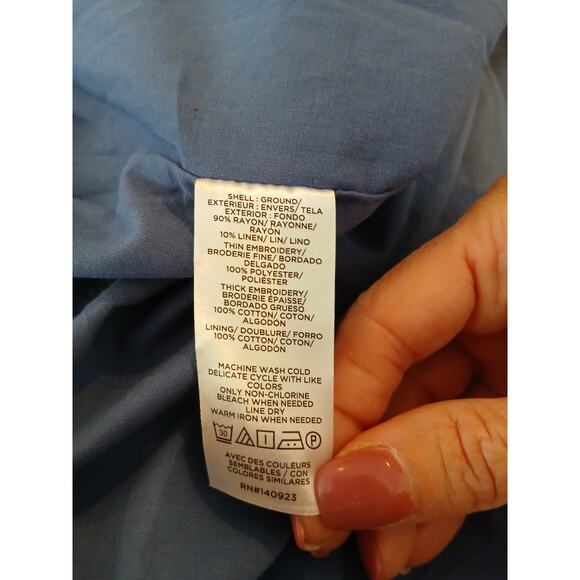 SHELL : GROUND/
EXTÉRIEUR : ENVERS/ TELA
EXTERIOR : FONDO
90% RAYON/ RAYONNE/
RAYÓN
10% LINEN/ LIN/ LINO
THIN EMBROIDERY/
BRODERIE FINE/ BORDADO
DELGADO
100% POLYESTER/
POLIÉSTER
THICK EMBROIDERY/
BRODERIE ÉPAISSE/
BORDADO GRUESO
100% COTTON/ COTON/
ALGODÓN
LINING/ DOUBLURE/ FORRO
100% COTTON/ COTON/
ALGODÓN
MACHINE WASH COLD
DELICATE CYCLE WITH LIKE
COLORS
ONLY NON-CHLORINE
BLEACH WHEN NEEDED
LINE DRY
WARM IRON WHEN NEEDED
30 P
AVEC DES COULEURS
SEMBLABLES / CON
COLORES SIMILARES
RN#140923